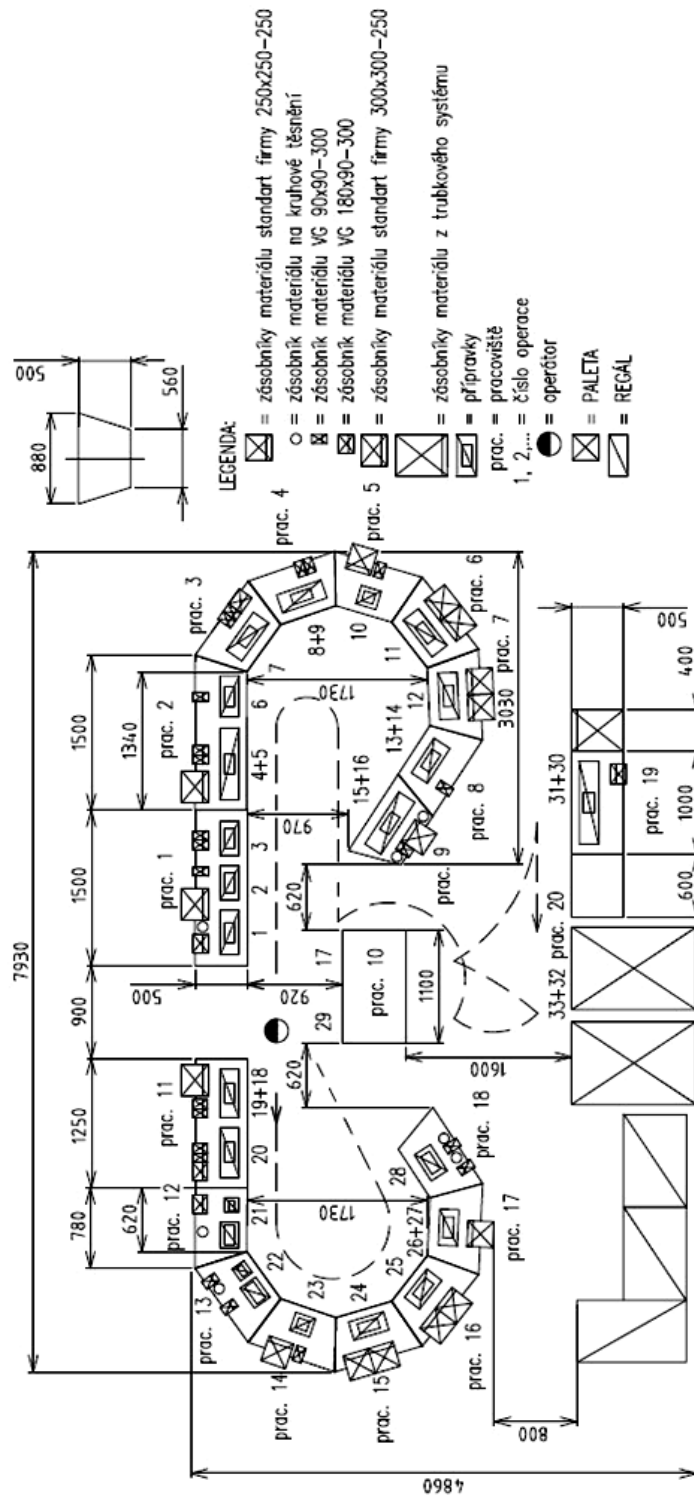 7930
780
1250
900
1500
1500
620
1340
prac. 12
prac. 11
prac. 1
prac. 2
prac. 3
prac. 4
prac. 5
prac. 6
prac. 7
prac. 8
prac. 9
prac. 10
prac. 13
prac. 14
prac. 15
prac. 16
prac. 17
prac. 18
prac. 19
prac. 20
500
21
20
19+18
1
2
3
4+5
6
7
8+9
10
11
12
13+14
15+16
17
29
22
23
24
25
26+27
28
33+32
31+30
920
970
1730
1730
620
620
1100
3030
1600
800
4860
600
1000
400
500
880
500
560
LEGENDA:
= zásobníky materiálu standart firmy 250x250-250
= zásobník materiálu na kruhové těsnění
= zásobník materiálu VG 90x90-300
= zásobník materiálu VG 180x90-300
= zásobníky materiálu standart firmy 300x300-250
= zásobníky materiálu z trubkového systému
= přípravky
prac. = pracoviště
1, 2,... = číslo operace
= operátor
= PALETA
= REGÁL